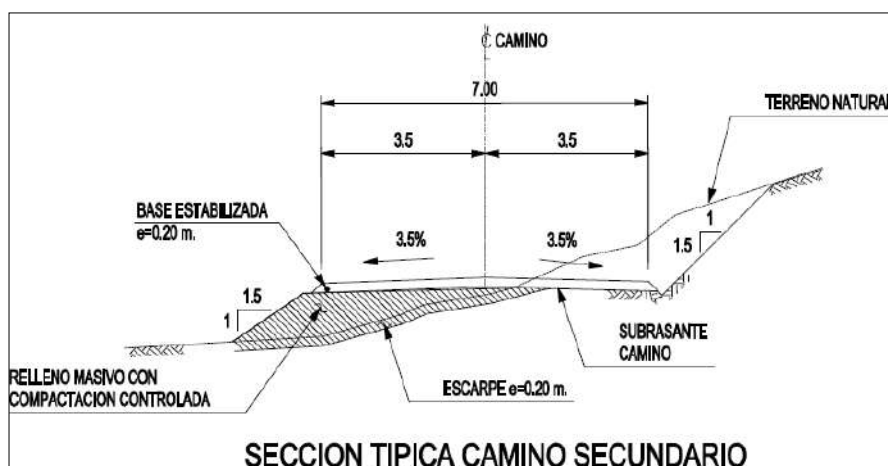 ℄ CAMINO
7.00
TERRENO NATURAL
3.5
3.5
BASE ESTABILIZADA
e=0.20 m.
3.5%
3.5%
1
1.5
1.5
1
SUBRASANTE
CAMINO
RELLENO MASIVO CON
COMPACTACION CONTROLADA
ESCARPE e=0.20 m.
SECCION TIPICA CAMINO SECUNDARIO